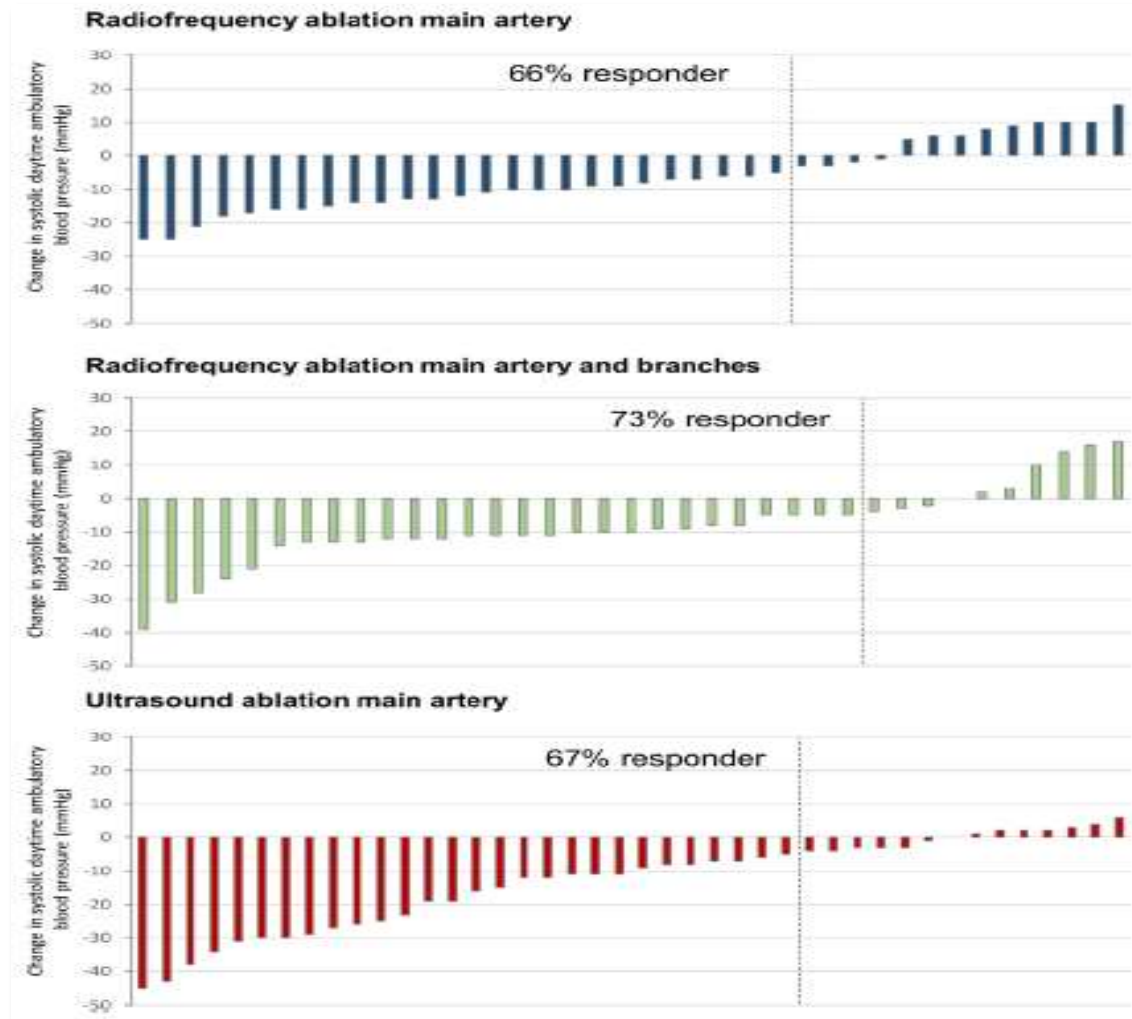 Radiofrequency ablation main artery
Change in systolic daytime ambulatory
blood pressure (mmHg)
30
20
10
0
-10
-20
-30
-40
-50
66% responder
Radiofrequency ablation main artery and branches
Change in systolic daytime ambulatory
blood pressure (mmHg)
30
20
10
0
-10
-20
-30
-40
-50
73% responder
Ultrasound ablation main artery
Change in systolic daytime ambulatory
blood pressure (mmHg)
30
20
10
0
-10
-20
-30
-40
-50
67% responder